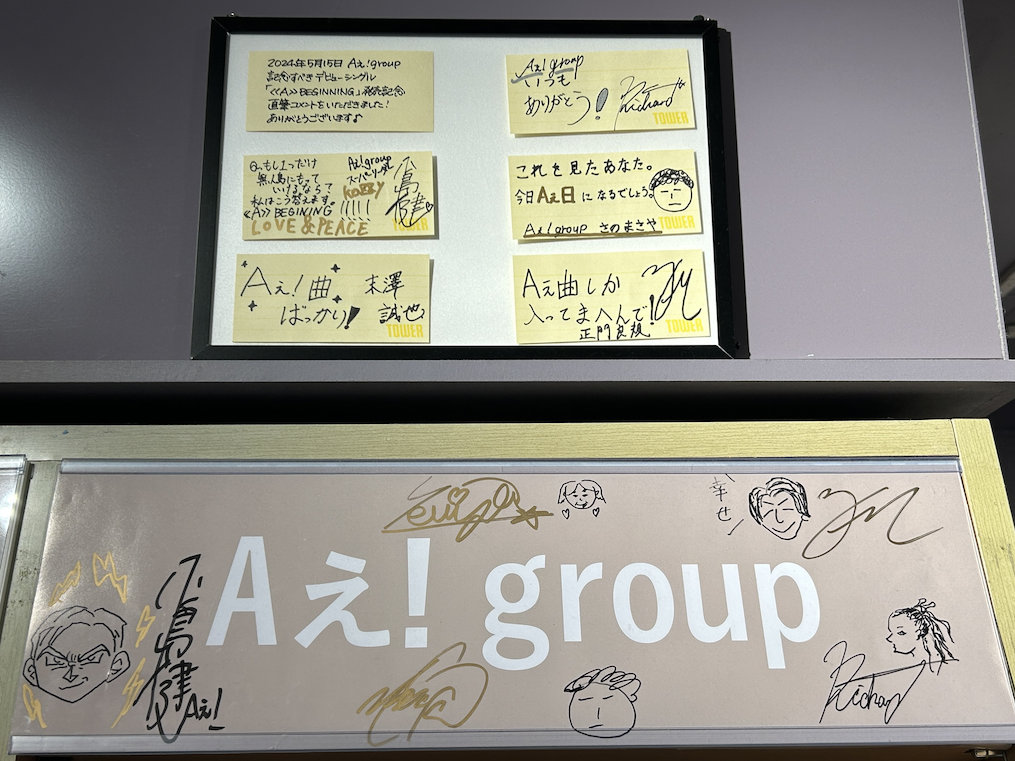 2024年5月15日 Aぇ!group
記念すべきデビューシングル
「《A》BEGINNING」発売記念
直筆コメントをいただきました!
ありがとうございます♪
Aぇ!group
いつも
ありがとう!
Richard
TOWER
もし1つだけ
無人島にもって
いけるなら?
私はこう答えます。
《A》BEGINING !!!!!
LOVE & PEACE
Aぇ!group
スーパーリーダー
KOZZY
小島健
TOWER
これを見たあなた。
今日Aぇ日になるでしょう。
Aぇ!group さのまさや
TOWER
Aぇ!曲
ばっかり!
末澤
誠也
TOWER
Aぇ曲しか
入ってまへんで!
正門良規
TOWER
幸せ!
Aぇ! group
小島健
Aぇ!
Richard